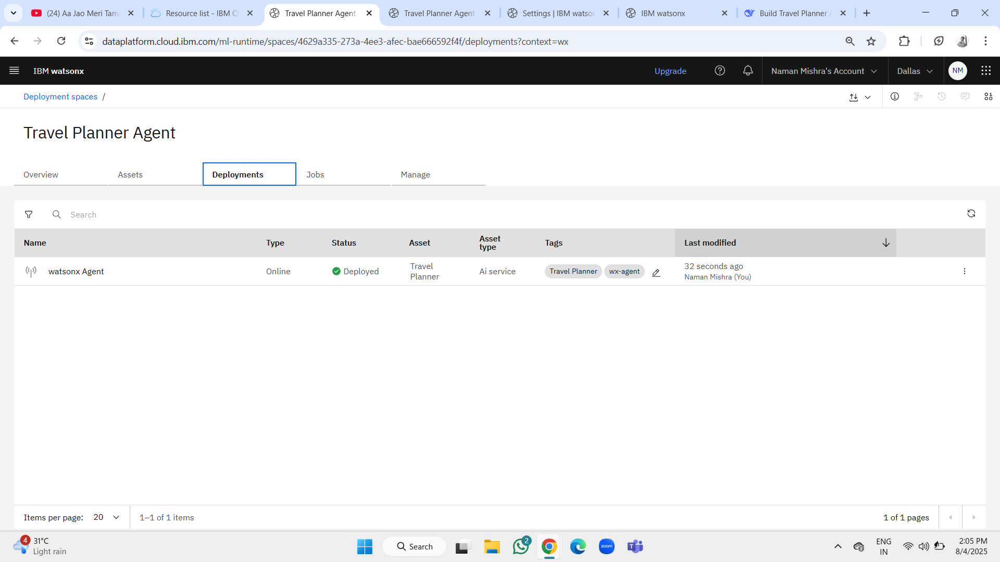 (24) Aa Jao Meri Tam
Resource list - IBM Cl
Travel Planner Agent
Travel Planner Agent
Settings | IBM watsor
IBM watsonx
Build Travel Planner A
dataplatform.cloud.ibm.com/ml-runtime/spaces/4629a335-273a-4ee3-afec-bae666592f4f/deployments?context=wx
IBM watsonx
Upgrade
Naman Mishra's Account
Dallas
NM
Deployment spaces /
Travel Planner Agent
Overview
Assets
Deployments
Jobs
Manage
Search
Name
Type
Status
Asset
Asset
type
Tags
Last modified
watsonx Agent
Online
Deployed
Travel
Planner
Ai service
Travel Planner
wx-agent
32 seconds ago
Naman Mishra (You)
Items per page: 20
1–1 of 1 items
1 of 1 pages
4
31°C
Light rain
Search
2
zoom
ENG
IN
2:05 PM
8/4/2025